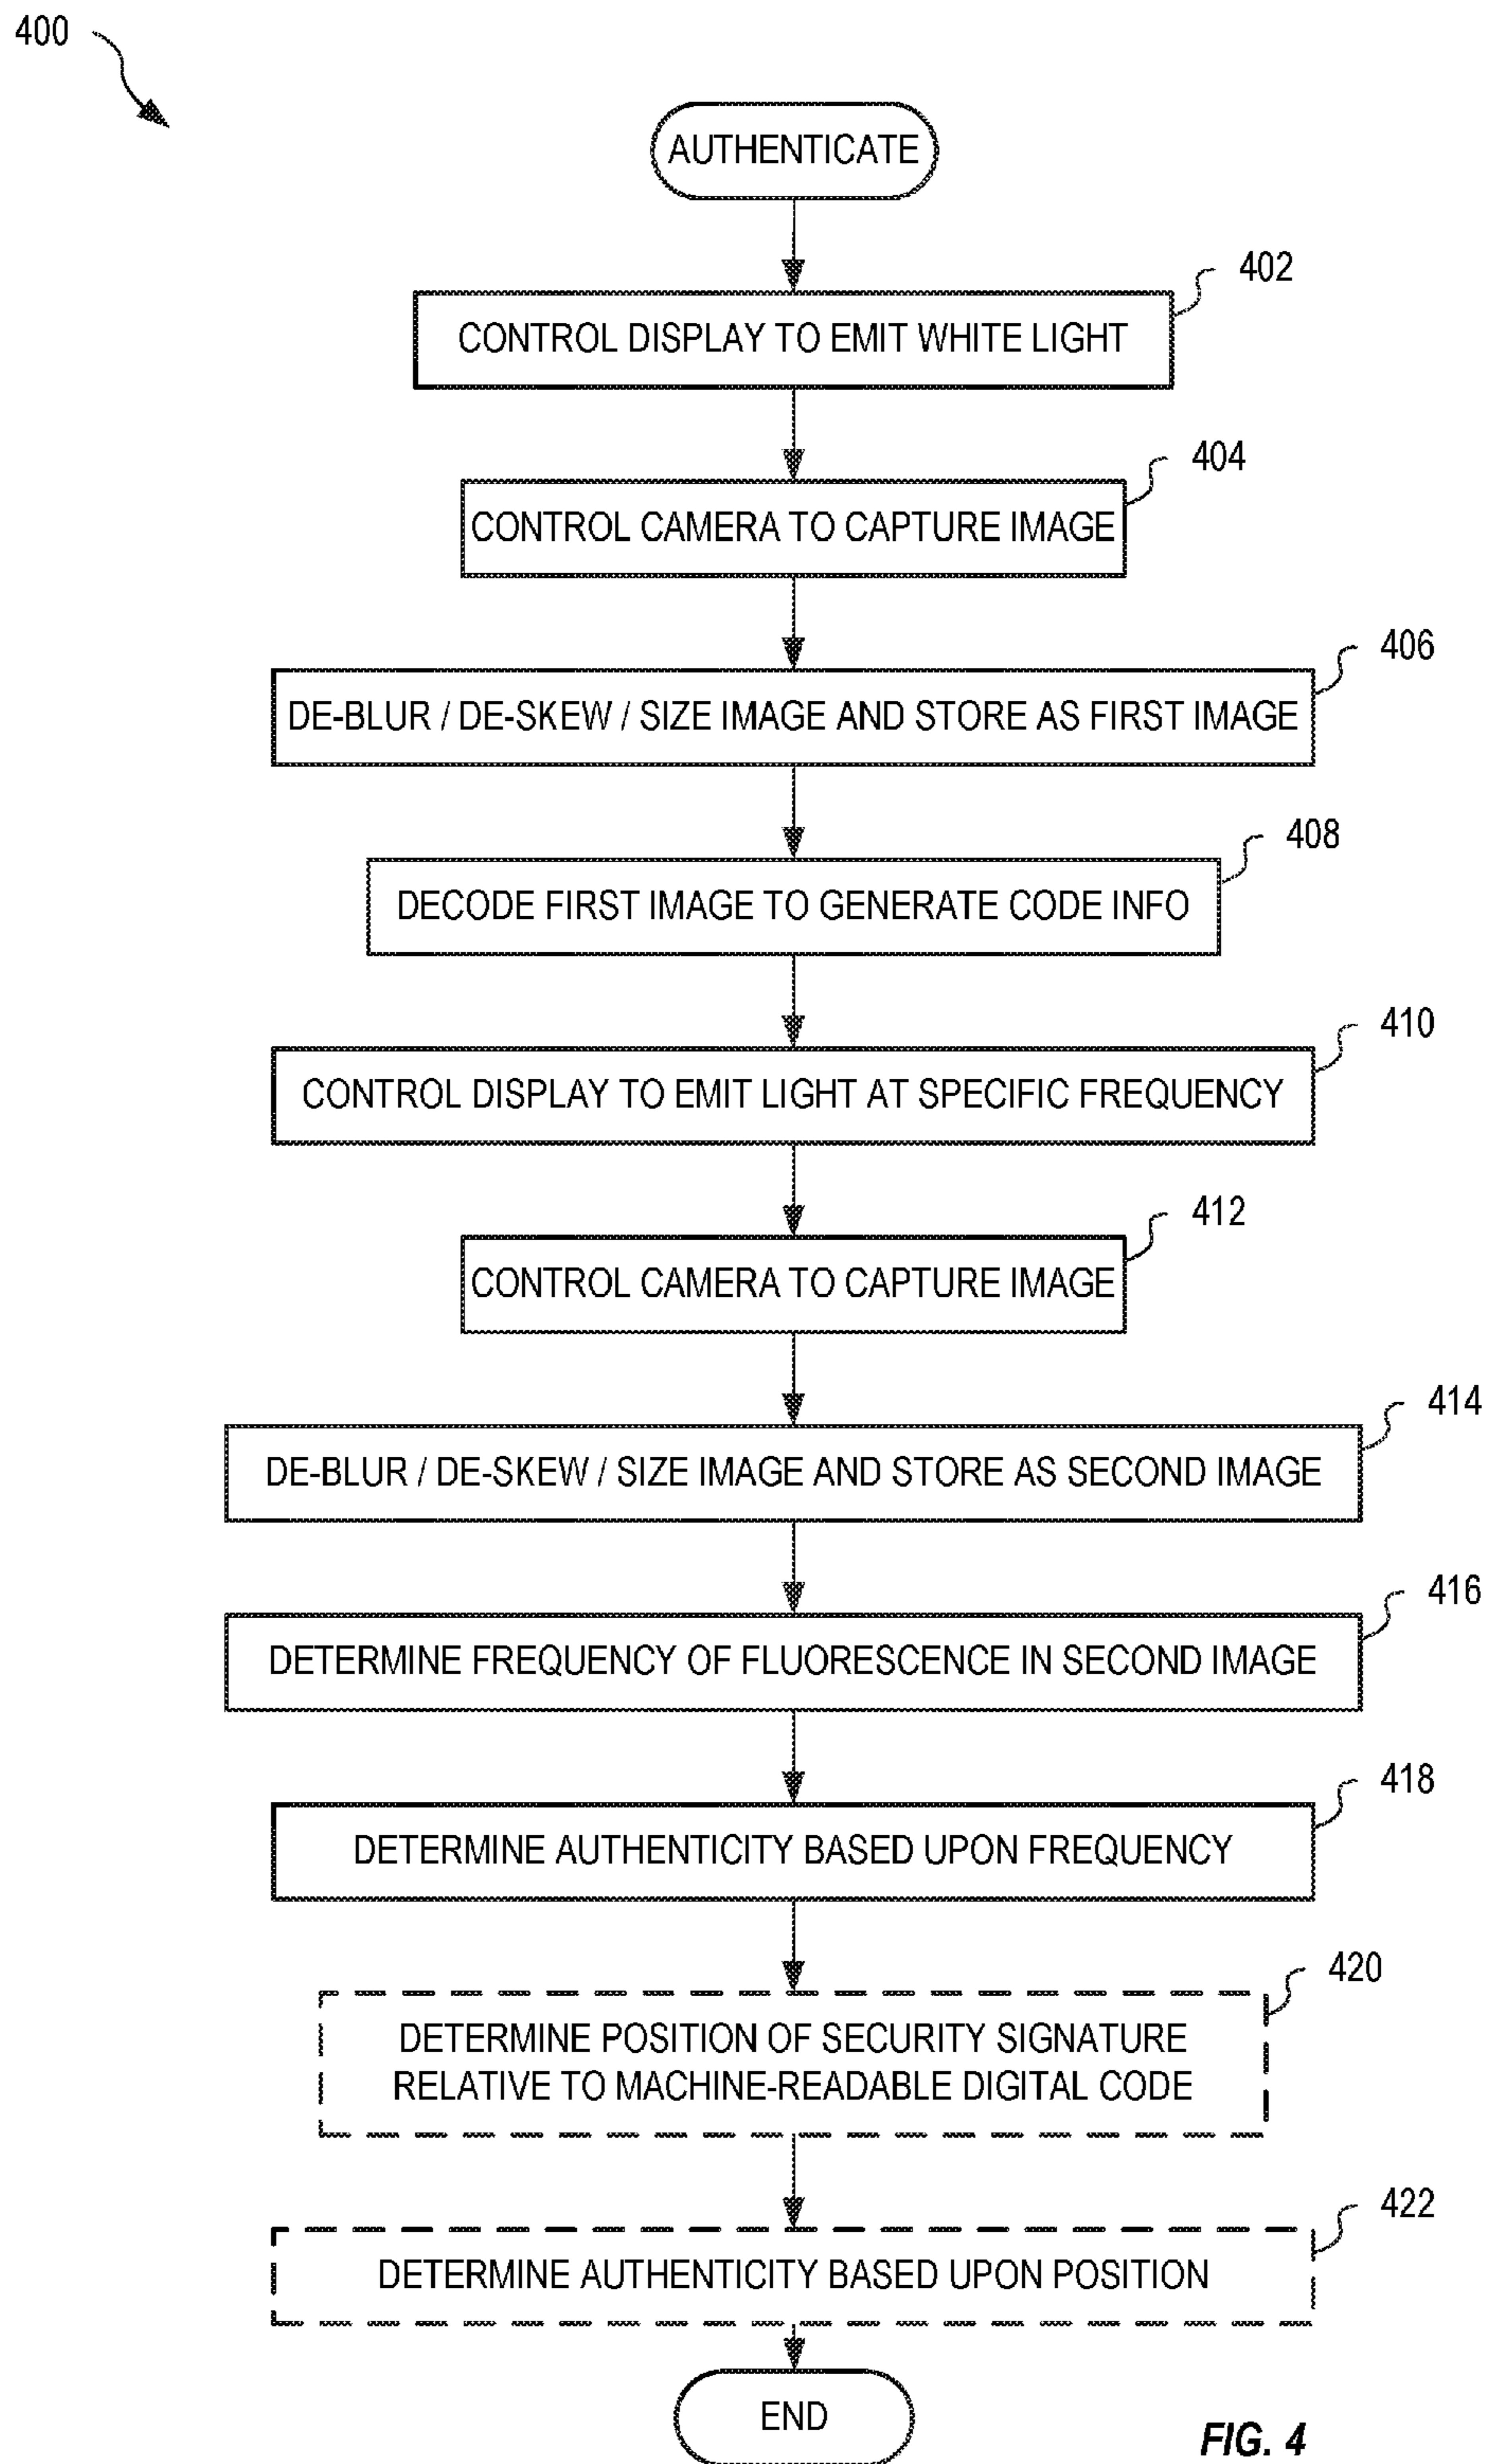 400
AUTHENTICATE
402
CONTROL DISPLAY TO EMIT WHITE LIGHT
404
CONTROL CAMERA TO CAPTURE IMAGE
406
DE-BLUR / DE-SKEW / SIZE IMAGE AND STORE AS FIRST IMAGE
408
DECODE FIRST IMAGE TO GENERATE CODE INFO
410
CONTROL DISPLAY TO EMIT LIGHT AT SPECIFIC FREQUENCY
412
CONTROL CAMERA TO CAPTURE IMAGE
414
DE-BLUR / DE-SKEW / SIZE IMAGE AND STORE AS SECOND IMAGE
416
DETERMINE FREQUENCY OF FLUORESCENCE IN SECOND IMAGE
418
DETERMINE AUTHENTICITY BASED UPON FREQUENCY
420
DETERMINE POSITION OF SECURITY SIGNATURE
RELATIVE TO MACHINE-READABLE DIGITAL CODE
422
DETERMINE AUTHENTICITY BASED UPON POSITION
END
FIG. 4